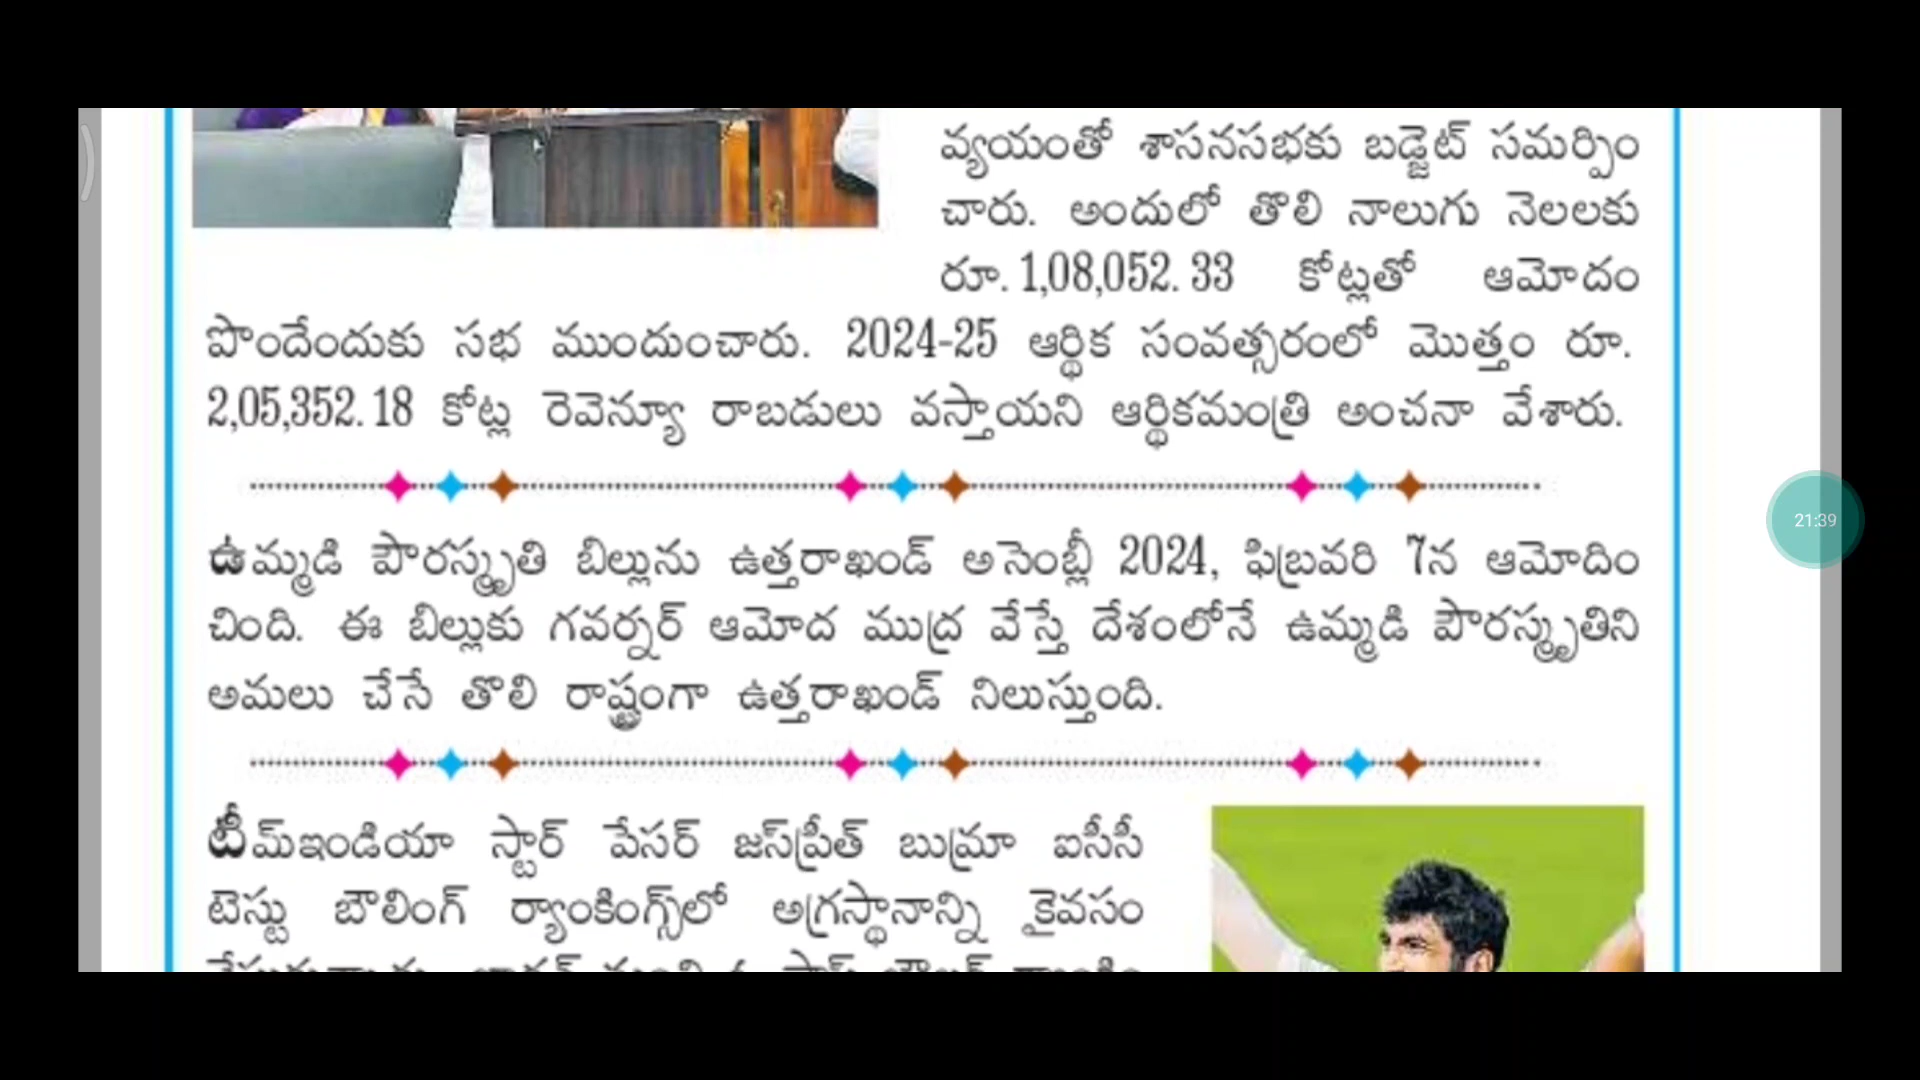 వ్యయంతో శాసనసభకు బడ్జెట్ సమర్పిం
చారు. అందులో తొలి నాలుగు నెలలకు
రూ. 1,08,052. 33 కోట్లతో ఆమోదం
పొందేందుకు సభ ముందుంచారు. 2024-25 ఆర్థిక సంవత్సరంలో మొత్తం రూ.
2,05,352. 18 కోట్ల రెవెన్యూ రాబడులు వస్తాయని ఆర్థికమంత్రి అంచనా వేశారు.
ఉమ్మడి పౌరస్మృతి బిల్లును ఉత్తరాఖండ్ అసెంబ్లీ 2024, ఫిబ్రవరి 7న ఆమోదిం
చింది. ఈ బిల్లుకు గవర్నర్ ఆమోద ముద్ర వేస్తే దేశంలోనే ఉమ్మడి పౌరస్మృతిని
అమలు చేసే తొలి రాష్ట్రంగా ఉత్తరాఖండ్ నిలుస్తుంది.
టీమ్ఇండియా స్టార్ పేసర్ జస్ప్రీత్ బుమ్రా ఐసీసీ
టెస్టు బౌలింగ్ ర్యాంకింగ్స్‌లో అగ్రస్థానాన్ని కైవసం
21:39